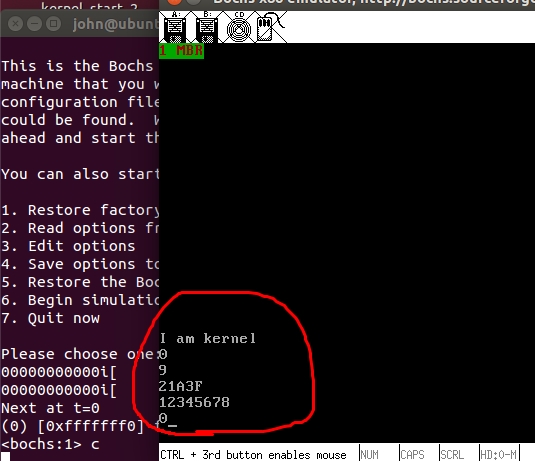 kernel start 2
john@ubunt
This is the Bochs
machine that you w
configuration file
could be found. W
ahead and start th
You can also start
1. Restore factory
2. Read options fr
3. Edit options
4. Save options to
5. Restore the Boc
6. Begin simulatio
7. Quit now
Please choose one:
00000000000i[
00000000000i[
Next at t=0
(0) [0xfffffff0]
<bochs:1> c
Bochs x86 emulator, http://bochs.sourceforg
A: B: CD
1 MBR
I am kernel
0
9
21A3F
12345678
0_
CTRL + 3rd button enables mouse NUM CAPS SCRL HD:0-M